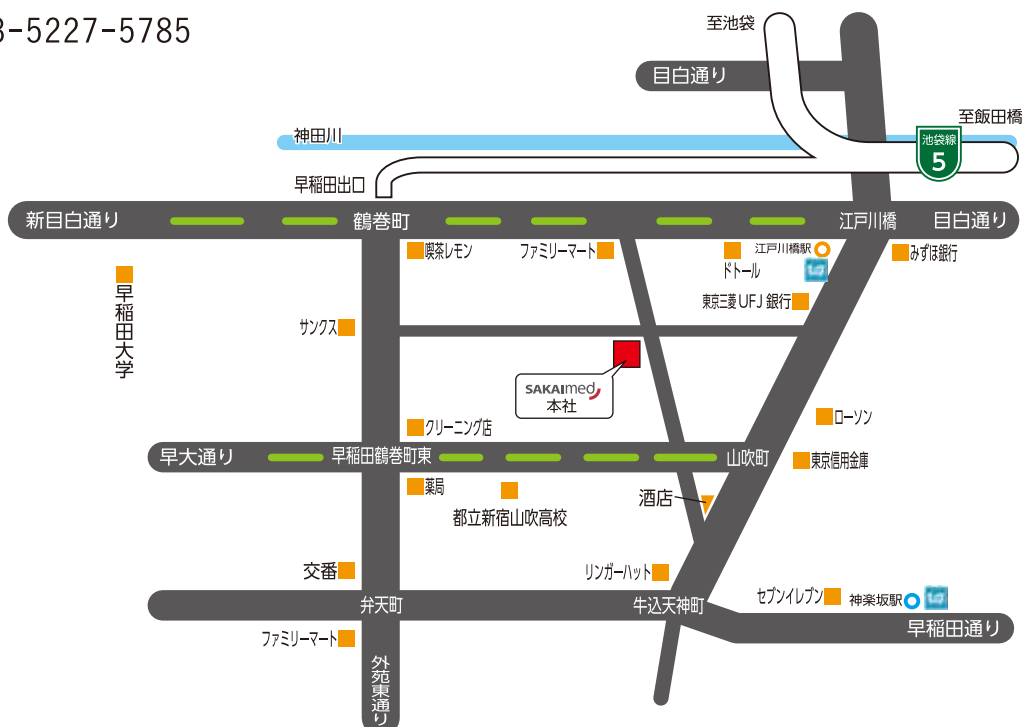 3-5227-5785
至池袋
目白通り
至飯田橋
神田川
池袋線
5
早稲田出口
新目白通り
鶴巻町
江戸川橋
目白通り
喫茶レモン
ファミリーマート
ドトール
江戸川橋駅
みずほ銀行
早稲田大学
東京三菱UFJ銀行
サンクス
SAKAImed
本社
クリーニング店
ローソン
早大通り
早稲田鶴巻町東
山吹町
東京信用金庫
薬局
都立新宿山吹高校
酒店
交番
リンガーハット
弁天町
牛込天神町
セブンイレブン
神楽坂駅
早稲田通り
ファミリーマート
外苑東通り